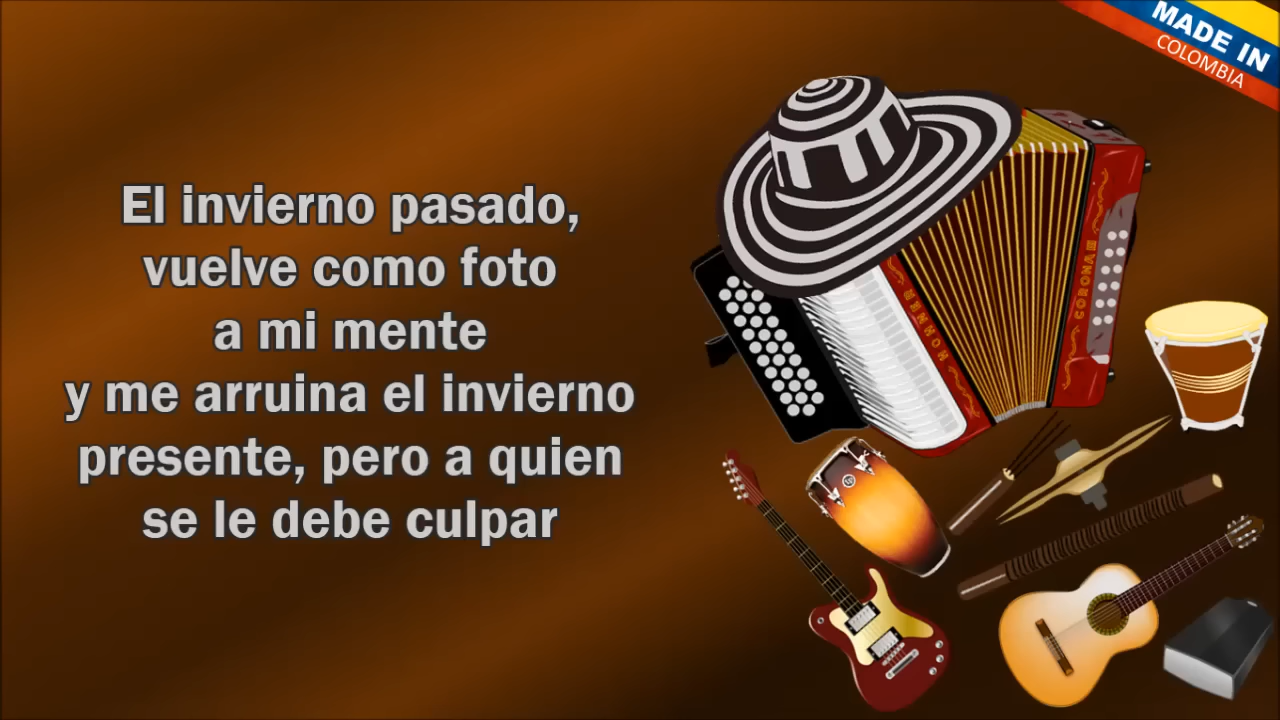 MADE IN
COLOMBIA
El invierno pasado,
vuelve como foto
a mi mente
y me arruina el invierno
presente, pero a quien
se le debe culpar
HOHNER
CORONA III